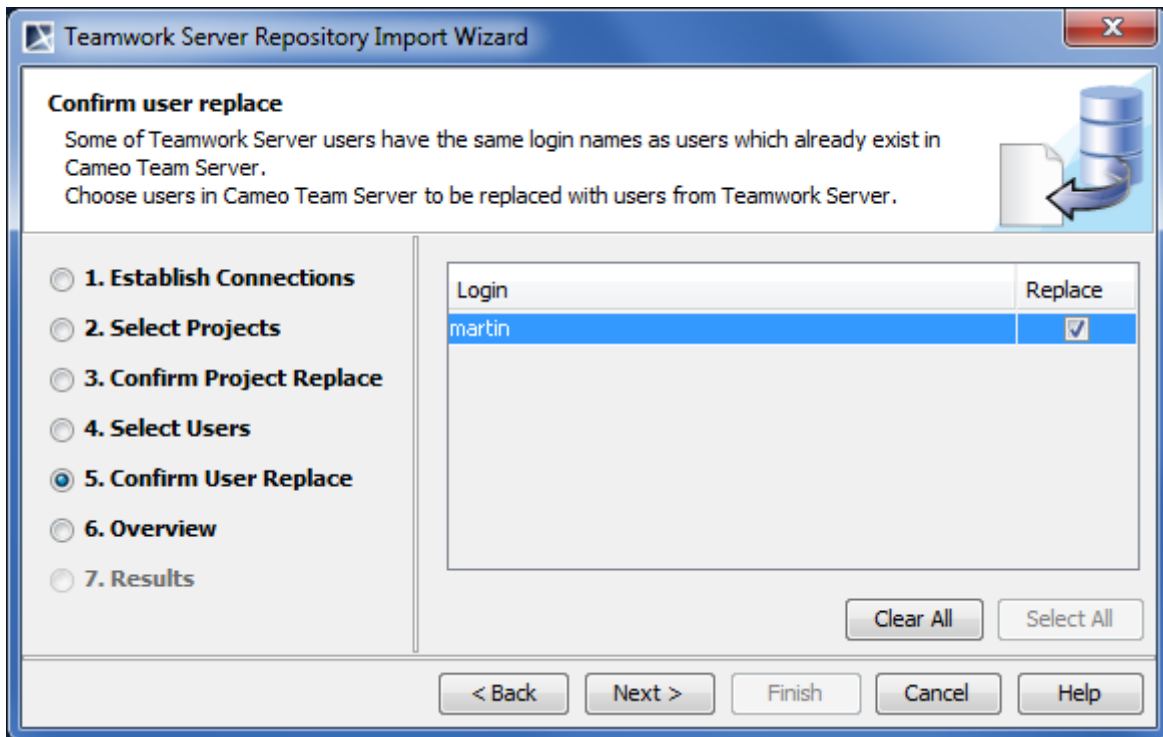 Teamwork Server Repository Import Wizard
Confirm user replace
Some of Teamwork Server users have the same login names as users which already exist in
Cameo Team Server.
Choose users in Cameo Team Server to be replaced with users from Teamwork Server.
1. Establish Connections
2. Select Projects
3. Confirm Project Replace
4. Select Users
5. Confirm User Replace
6. Overview
7. Results
Login Replace
martin
Clear All Select All
< Back Next > Finish Cancel Help